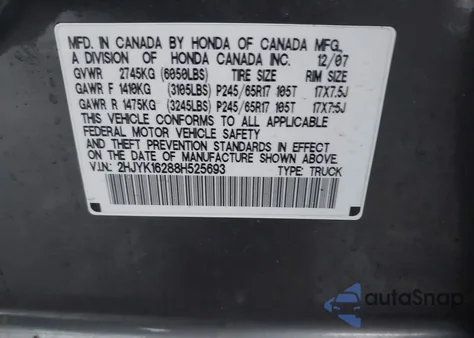 MFD. IN CANADA BY HONDA OF CANADA MFG.,
A DIVISION OF HONDA CANADA INC. 12/07
GVWR 2745KG (6050LBS) TIRE SIZE RIM SIZE
GAWR F 1410KG (3105LBS) P245/65R17 105T 17X7.5J
GAWR R 1475KG (3245LBS) P245/65R17 105T 17X7.5J
THIS VEHICLE CONFORMS TO ALL APPLICABLE
FEDERAL MOTOR VEHICLE SAFETY
AND THEFT PREVENTION STANDARDS IN EFFECT
ON THE DATE OF MANUFACTURE SHOWN ABOVE.
V.I.N.: 2HJYK16288H525693 TYPE: TRUCK
autoSnap